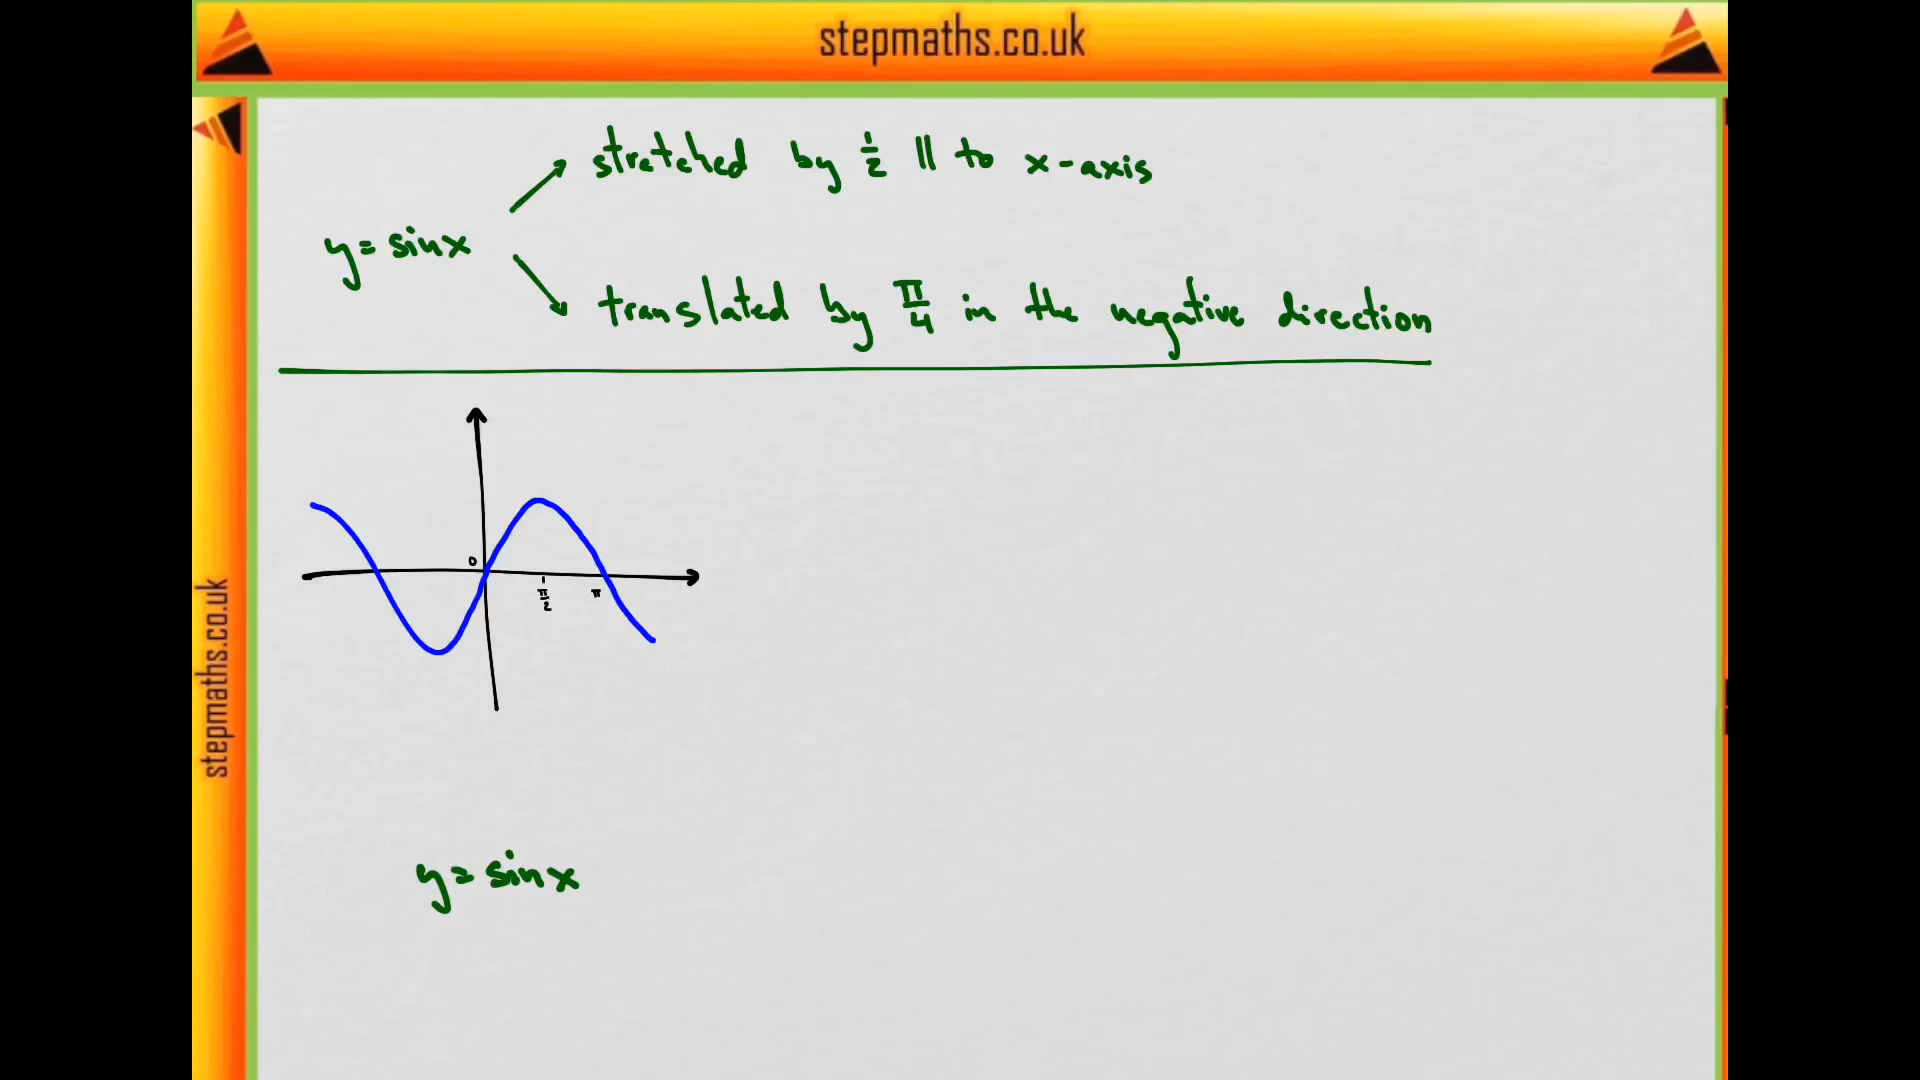 stepmaths.co.uk
stretched by 1/2 || to x-axis
y = sinx
translated by π/4 in the negative direction
0
π/2
π
stepmaths.co.uk
y = sinx